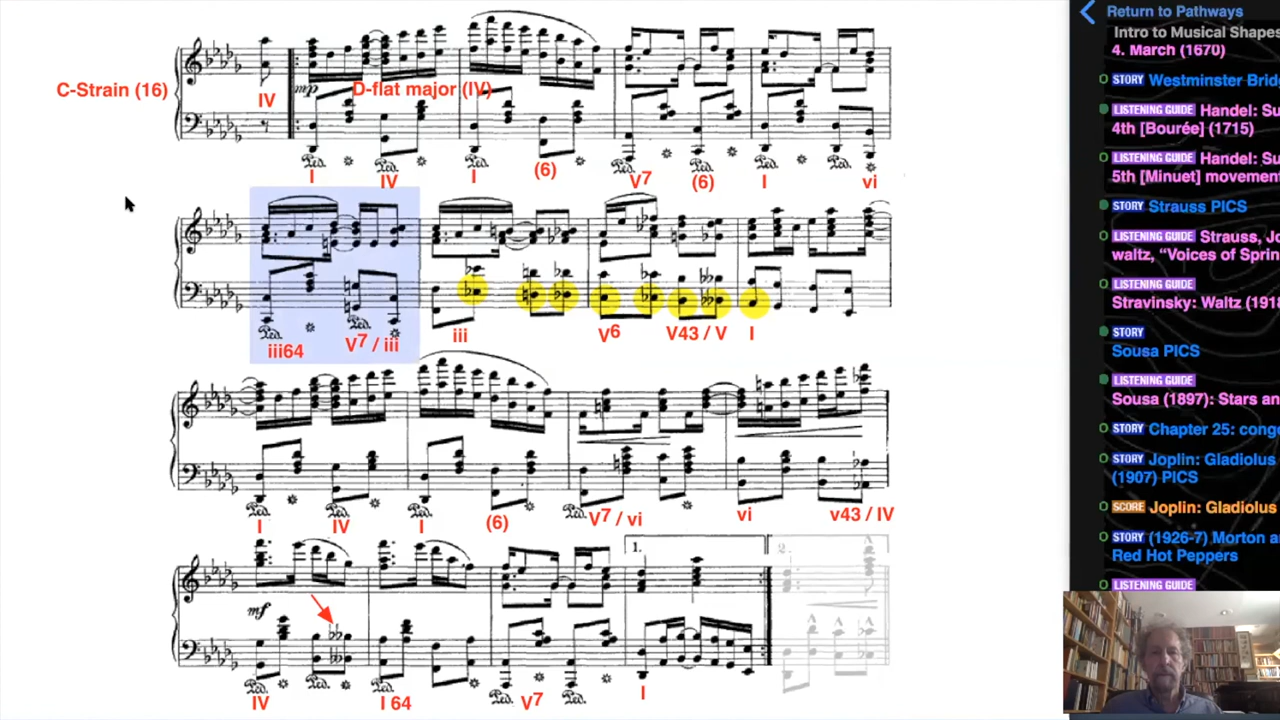 C-Strain (16)
IV
D-flat major (IV)
I IV I (6) V7 (6) I vi
iii64 V7 / iii iii V6 V43 / V I
I IV I (6) V7 / vi vi v43 / IV
1.
2.
mf
IV I 64 V7 I
Return to Pathways
Intro to Musical Shapes
4. March (1670)
STORY Westminster Brid
LISTENING GUIDE Handel: Su
4th [Bourée] (1715)
LISTENING GUIDE Handel: Su
5th [Minuet] movemen
STORY Strauss PICS
LISTENING GUIDE Strauss, Jo
waltz, “Voices of Sprin
LISTENING GUIDE
Stravinsky: Waltz (191
STORY
Sousa PICS
LISTENING GUIDE
Sousa (1897): Stars an
STORY Chapter 25: cong
STORY Joplin: Gladiolus
(1907) PICS
SCORE Joplin: Gladiolus
STORY (1926-7) Morton a
Red Hot Peppers
LISTENING GUIDE